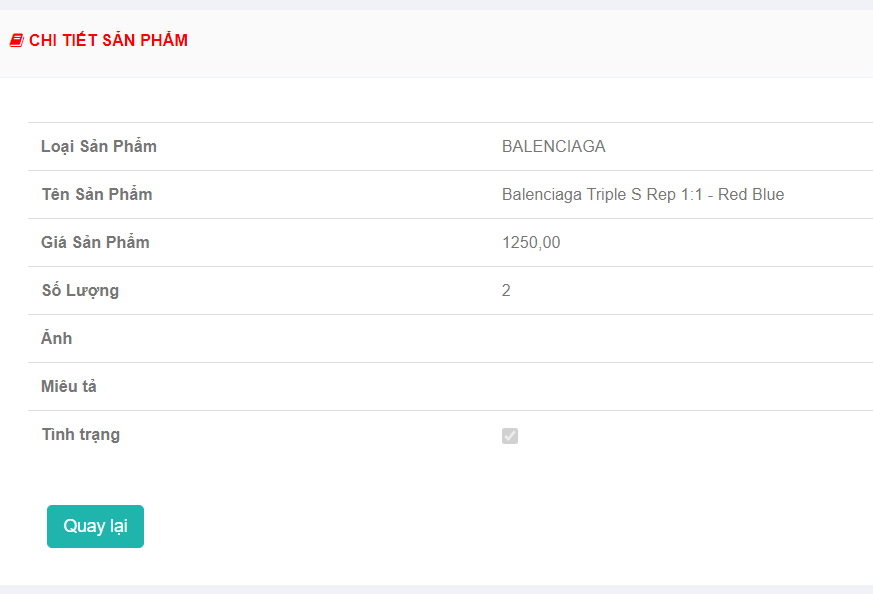 CHI TIẾT SẢN PHẨM
Loại Sản Phẩm BALENCIAGA
Tên Sản Phẩm Balenciaga Triple S Rep 1:1 - Red Blue
Giá Sản Phẩm 1250,00
Số Lượng 2
Ảnh
Miêu tả
Tình trạng
Quay lại